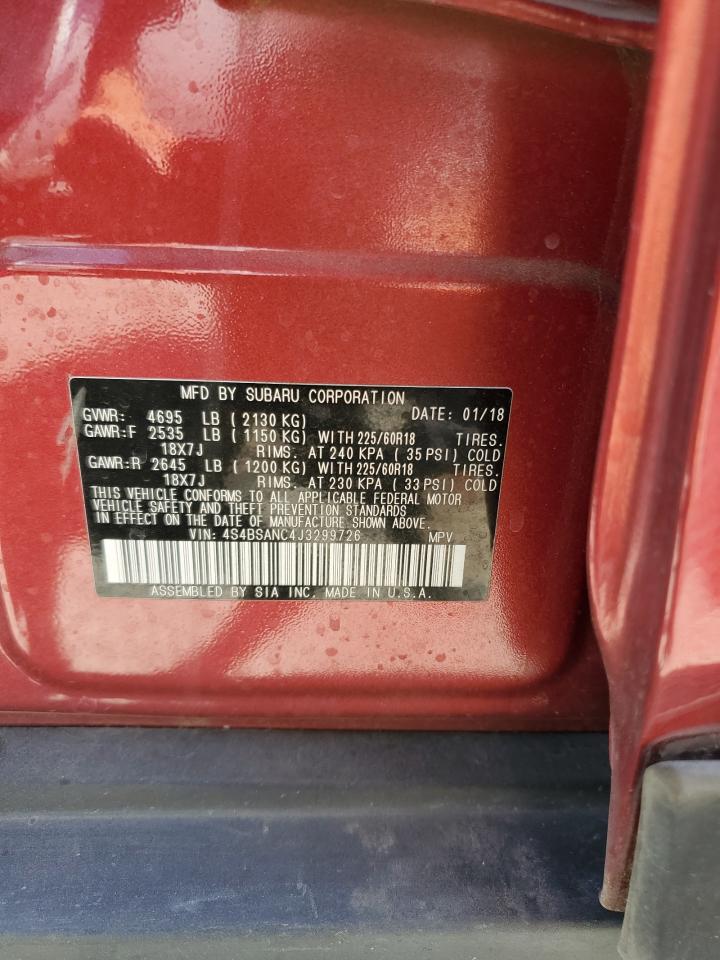 MFD BY SUBARU CORPORATION
GVWR: 4695 LB ( 2130 KG) DATE: 01/18
GAWR:F 2535 LB ( 1150 KG) WITH 225/60R18 TIRES.
18X7J RIMS. AT 240 KPA ( 35 PSI) COLD
GAWR:R 2645 LB ( 1200 KG) WITH 225/60R18 TIRES.
18X7J RIMS. AT 230 KPA ( 33 PSI) COLD
THIS VEHICLE CONFORMS TO ALL APPLICABLE FEDERAL MOTOR
VEHICLE SAFETY AND THEFT PREVENTION STANDARDS
IN EFFECT ON THE DATE OF MANUFACTURE SHOWN ABOVE.
VIN: 4S4BSANC4J3299726 MPV
ASSEMBLED BY SIA INC. MADE IN U.S.A.